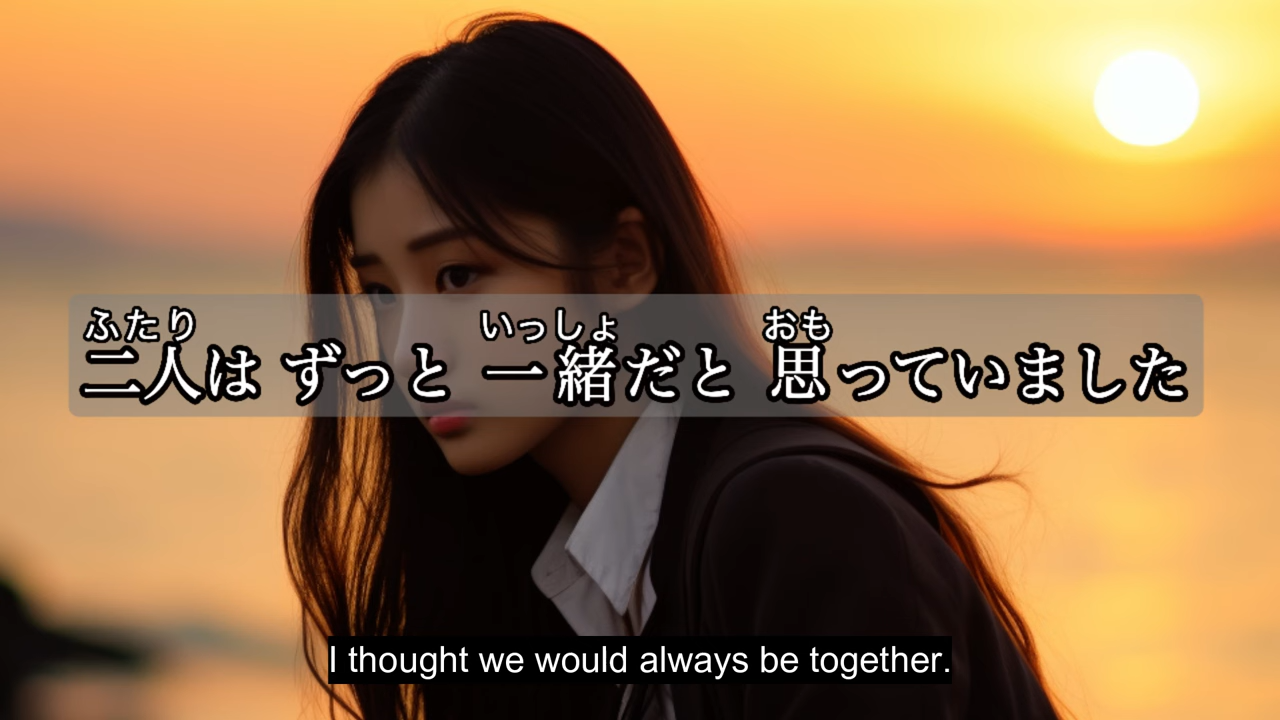 ふたり いっしょ おも
二人は ずっと 一緒だと 思っていました
I thought we would always be together.